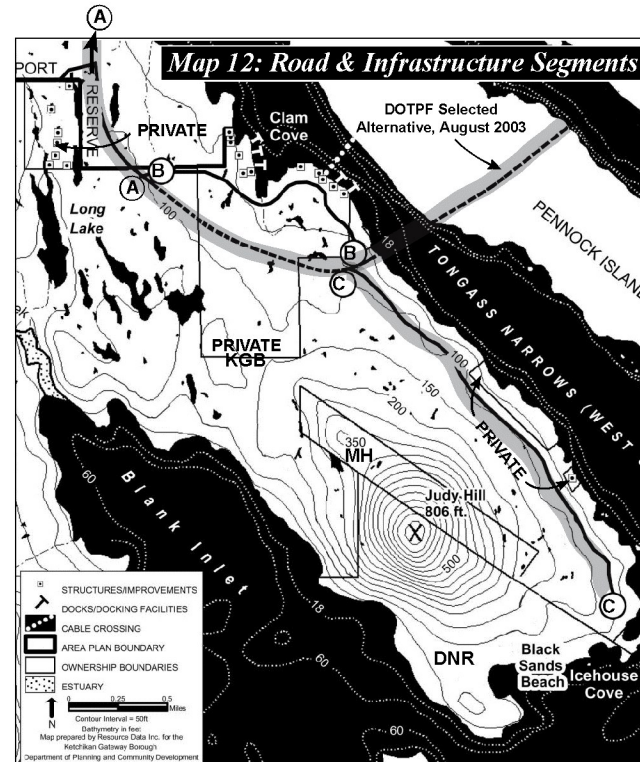 A
Map 12: Road & Infrastructure Segments
PORT
RESERVE
PRIVATE
Clam
Cove
DOTPF Selected
Alternative, August 2003
B
A
100
Long
Lake
18
PENNOCK ISLAND
B
C
TONGASS NARROWS (WEST
PRIVATE
KGB
100
150
200
PRIVATE
350
MH
Judy Hill
806 ft.
X
500
60
Blank Inlet
18
60
C
DNR
Black
Sands
Beach
Icehouse
Cove
60
STRUCTURES/IMPROVEMENTS
DOCKS/DOCKING FACILITIES
CABLE CROSSING
AREA PLAN BOUNDARY
OWNERSHIP BOUNDARIES
ESTUARY
N
0 0.25 0.5
Miles
Contour Interval = 50ft
Bathymetry in feet:
Map prepared by Resource Data Inc. for the
Ketchikan Gateway Borough
Department of Planning and Community Development